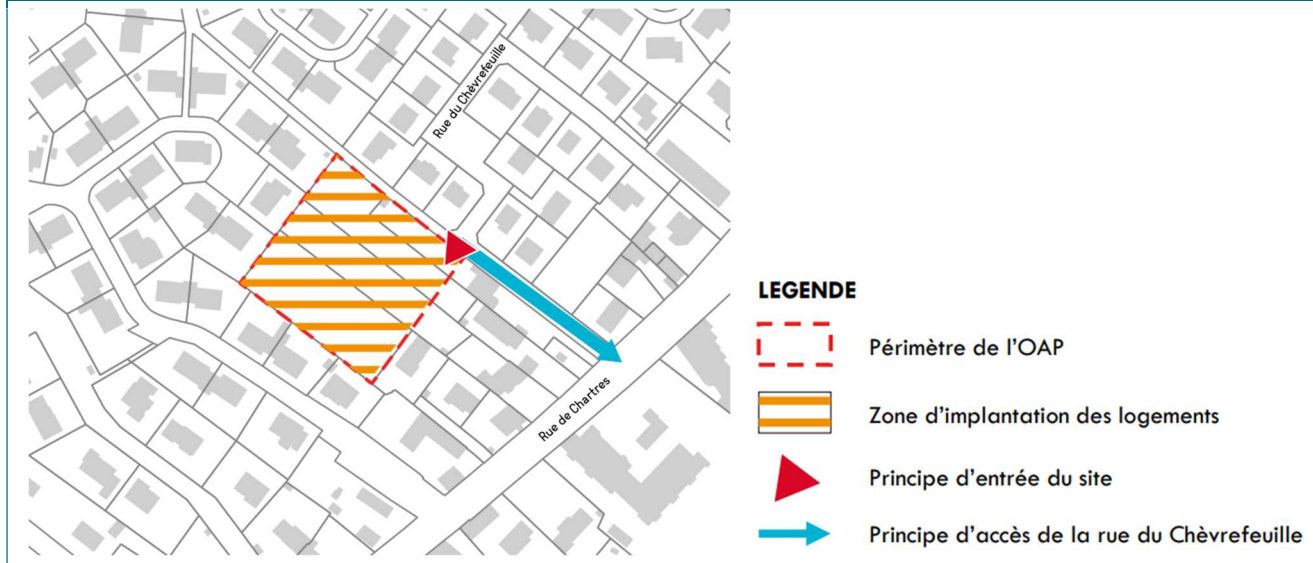 Rue du Chèvrefeuille
Rue de Chartres
LEGENDE
Périmètre de l'OAP
Zone d'implantation des logements
Principe d'entrée du site
Principe d'accès de la rue du Chèvrefeuille